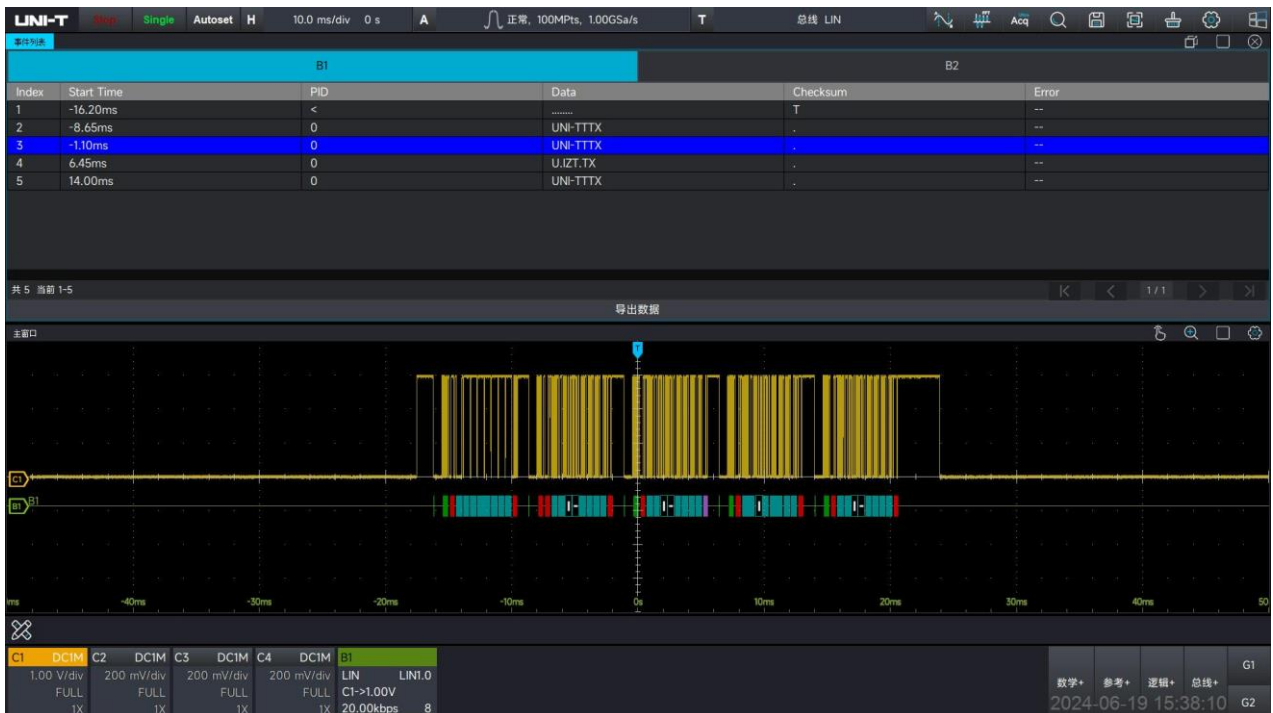 UNI-T Stop Single Autoset H 10.0 ms/div 0 s A 正常, 100MPts, 1.00GSa/s T 总线 LIN Acq
事件列表
B1 B2
Index Start Time PID Data Checksum Error
1 -16.20ms < ........ T --
2 -8.65ms 0 UNI-TTTX . --
3 -1.10ms 0 UNI-TTTX . --
4 6.45ms 0 U.IZT.TX . --
5 14.00ms 0 UNI-TTTX . --
共 5 当前 1-5 1/1
导出数据
主窗口
T
C1
B1 B1
I - I - I I -
ms -40ms -30ms -20ms -10ms 0s 10ms 20ms 30ms 40ms 50
C1 DC1M C2 DC1M C3 DC1M C4 DC1M B1
1.00 V/div 200 mV/div 200 mV/div 200 mV/div LIN LIN1.0
FULL FULL FULL FULL C1->1.00V
1X 1X 1X 1X 20.00kbps 8
数学+ 参考+ 逻辑+ 总线+ G1
2024-06-19 15:38:10 G2